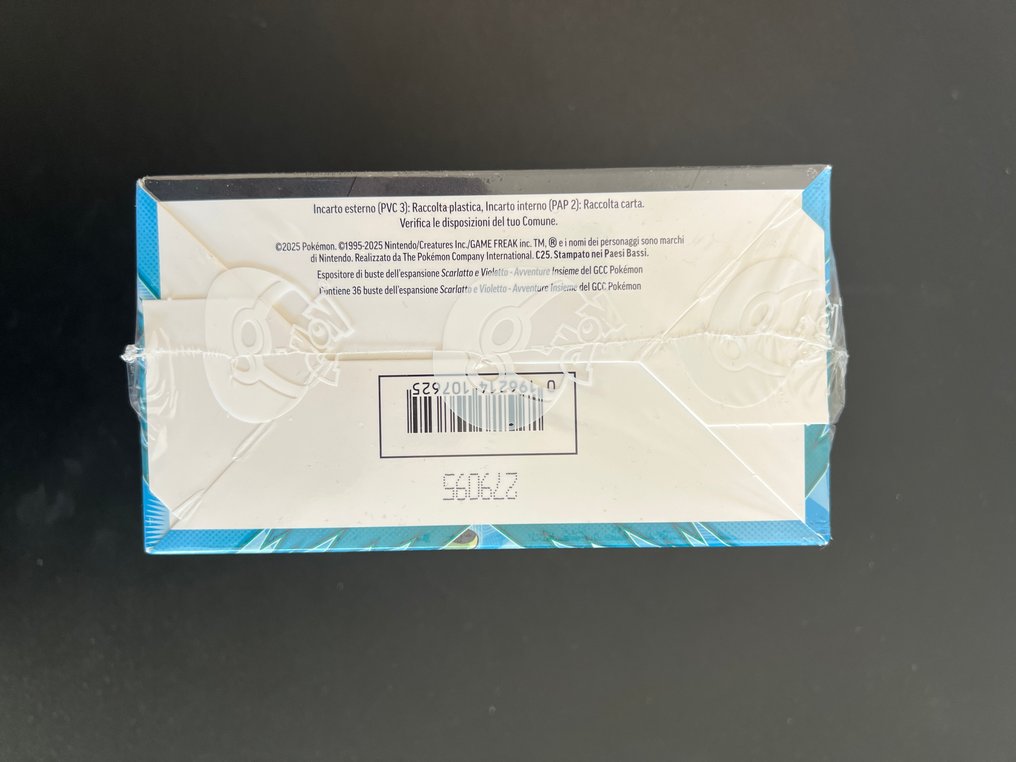 Incarto esterno (PVC 3): Raccolta plastica, Incarto interno (PAP 2): Raccolta carta.
Verifica le disposizioni del tuo Comune.
©2025 Pokémon. ©1995-2025 Nintendo/Creatures Inc./GAME FREAK inc. TM, ® e i nomi dei personaggi sono marchi
di Nintendo. Realizzato da The Pokémon Company International. C25. Stampato nei Paesi Bassi.
Espositore di buste dell'espansione Scarlatto e Violetto - Avventure Insieme del GCC Pokémon
Contiene 36 buste dell'espansione Scarlatto e Violetto - Avventure Insieme del GCC Pokémon
0 196214 107625